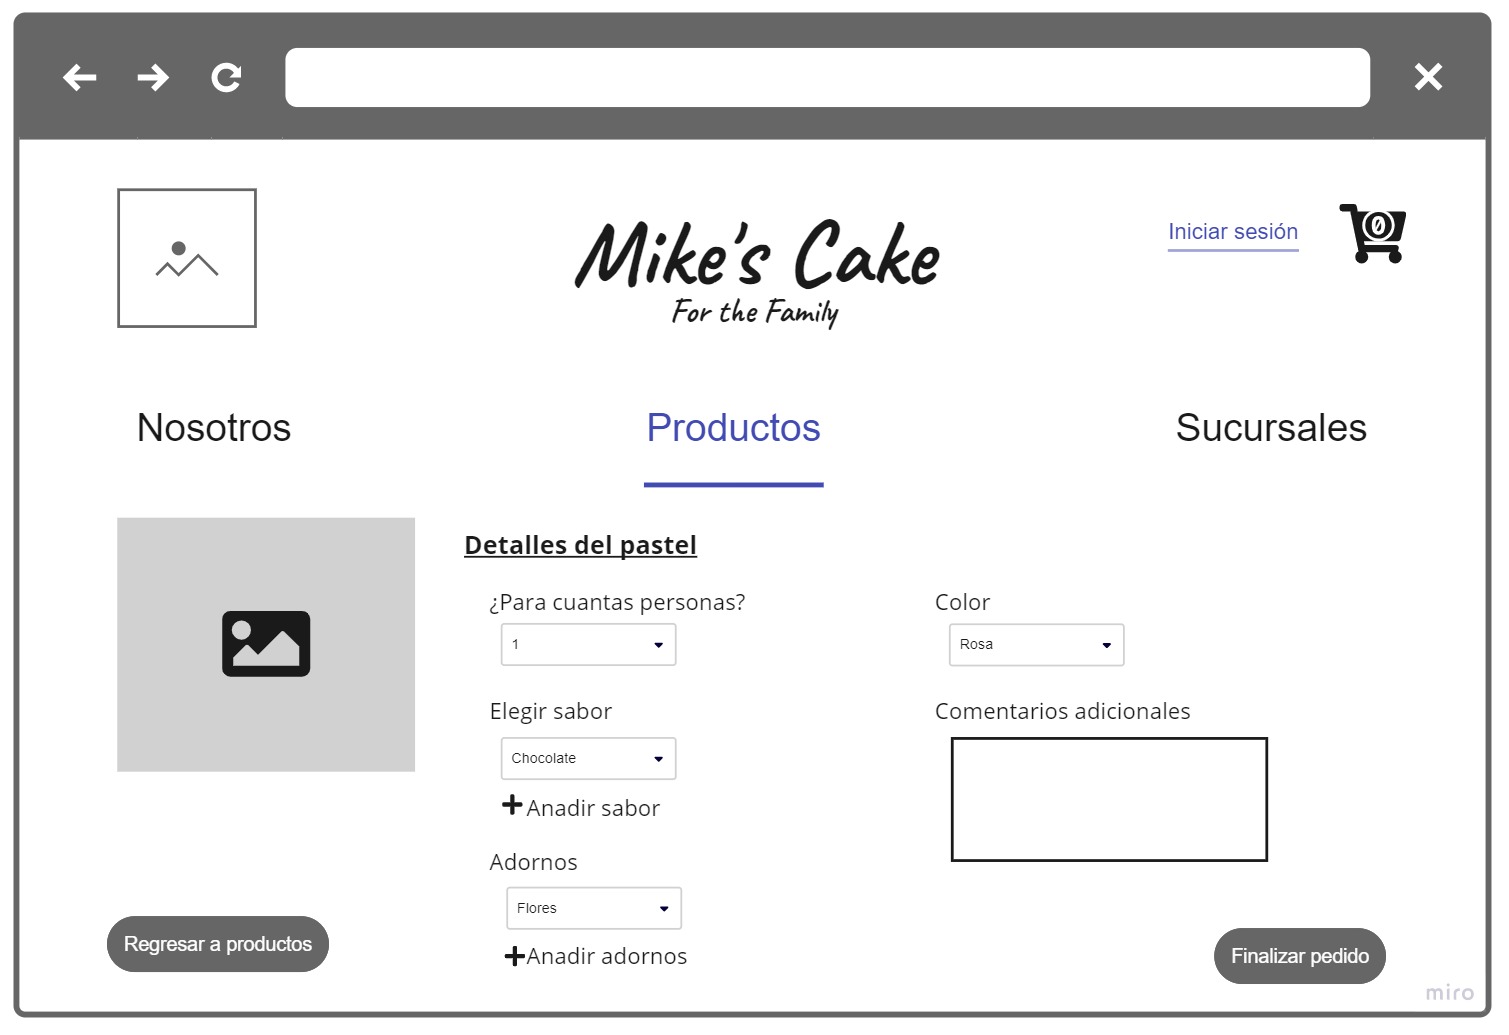 Mike's Cake
For the Family
Iniciar sesión
0
Nosotros
Productos
Sucursales
Detalles del pastel
¿Para cuantas personas?
1
Elegir sabor
Chocolate
Anadir sabor
Adornos
Flores
Anadir adornos
Color
Rosa
Comentarios adicionales
Regresar a productos
Finalizar pedido
miro